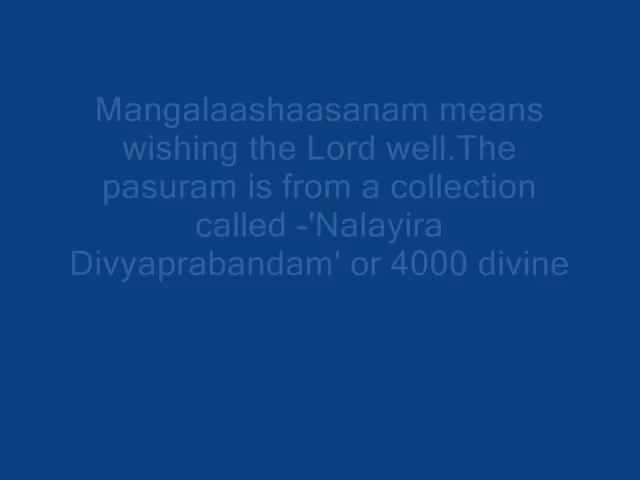 Mangalaashaasanam means
wishing the Lord well.The
pasuram is from a collection
called -'Nalayira
Divyaprabandam' or 4000 divine